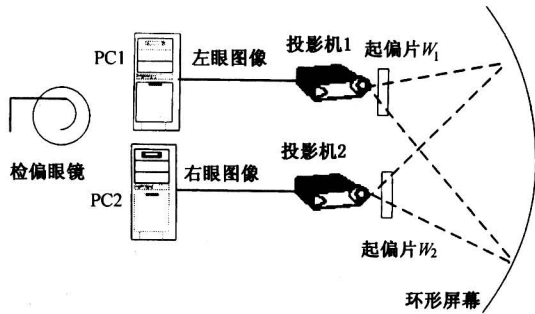 PC1
左眼图像
投影机1
起偏片W₁
检偏眼镜
PC2
右眼图像
投影机2
起偏片W₂
环形屏幕